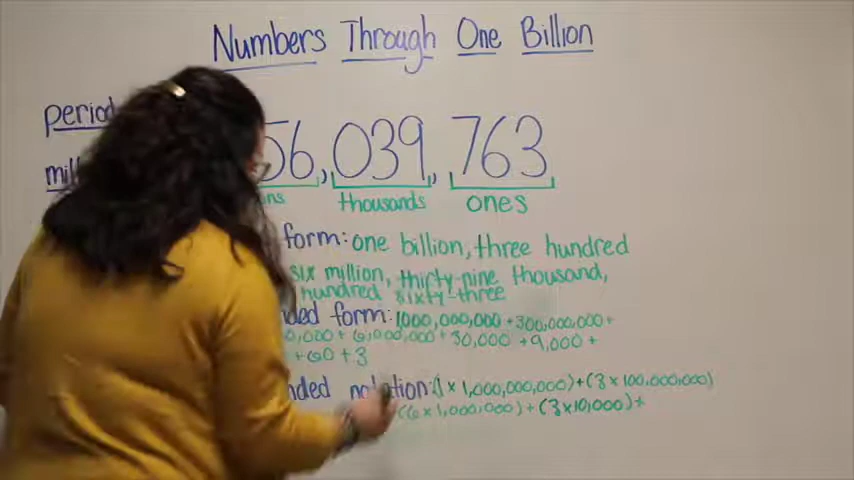 Numbers Through One Billion
period
56,039,763
thousands ones
form: one billion, three hundred
six million, thirty-nine thousand,
hundred sixty-three
form: 1,000,000,000 + 300,000,000 +
+ 6,000,000 + 30,000 + 9,000 +
+ 60 + 3
notation: (1 x 1,000,000,000) + (3 x 100,000,000)
(6 x 1,000,000) + (3 x 10,000) +